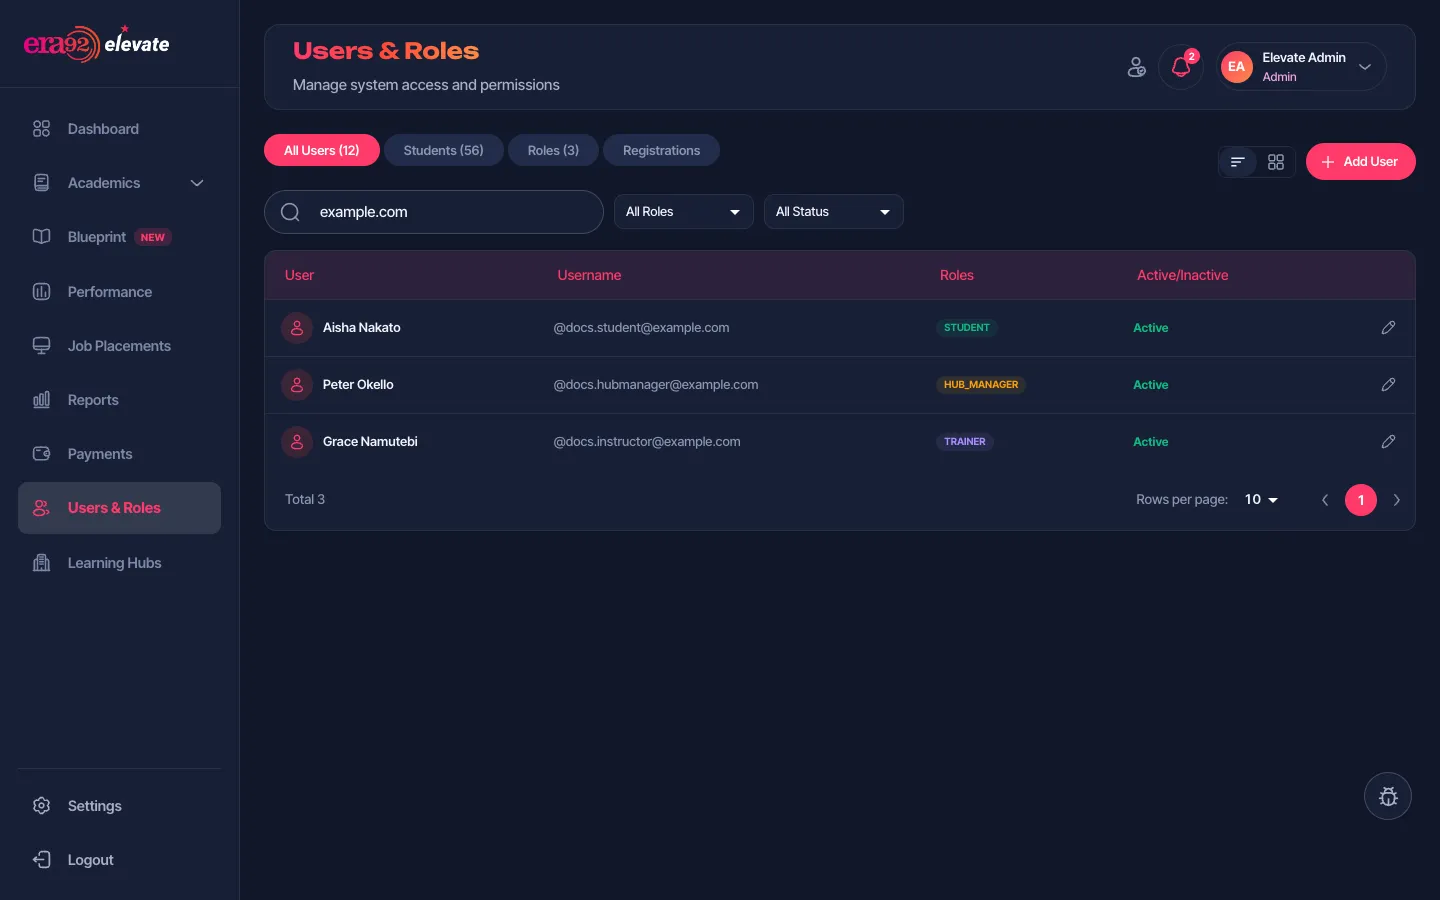 era92 elevate
Users & Roles
Manage system access and permissions
2
EA
Elevate Admin
Admin
Dashboard
Academics
Blueprint NEW
Performance
Job Placements
Reports
Payments
Users & Roles
Learning Hubs
Settings
Logout
All Users (12) Students (56) Roles (3) Registrations
Add User
example.com All Roles All Status
User Username Roles Active/Inactive
Aisha Nakato @docs.student@example.com STUDENT Active
Peter Okello @docs.hubmanager@example.com HUB_MANAGER Active
Grace Namutebi @docs.instructor@example.com TRAINER Active
Total 3 Rows per page: 10 1